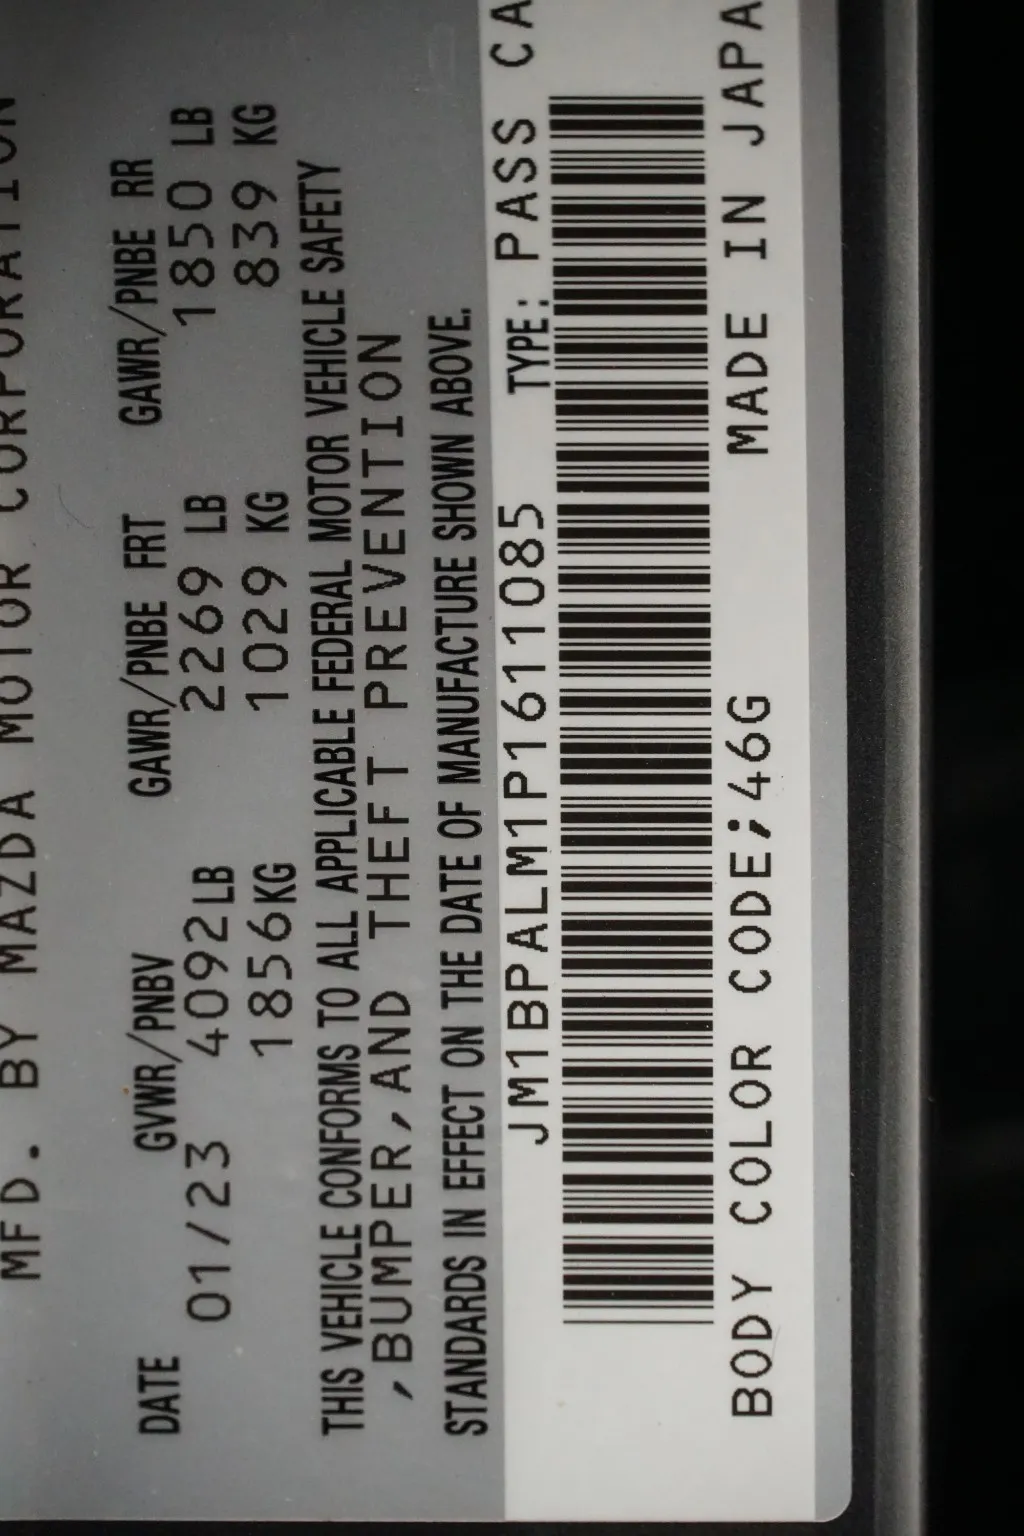 MFD. BY MAZDA MOTOR CORPORATION
DATE GVWR/PNBV GAWR/PNBE FRT GAWR/PNBE RR
01/23 4092LB 2269 LB 1850 LB
1856KG 1029 KG 839 KG
THIS VEHICLE CONFORMS TO ALL APPLICABLE FEDERAL MOTOR VEHICLE SAFETY
,BUMPER,AND THEFT PREVENTION
STANDARDS IN EFFECT ON THE DATE OF MANUFACTURE SHOWN ABOVE.
JM1BPALM1P1611085 TYPE: PASS CA
BODY COLOR CODE;46G MADE IN JAPA